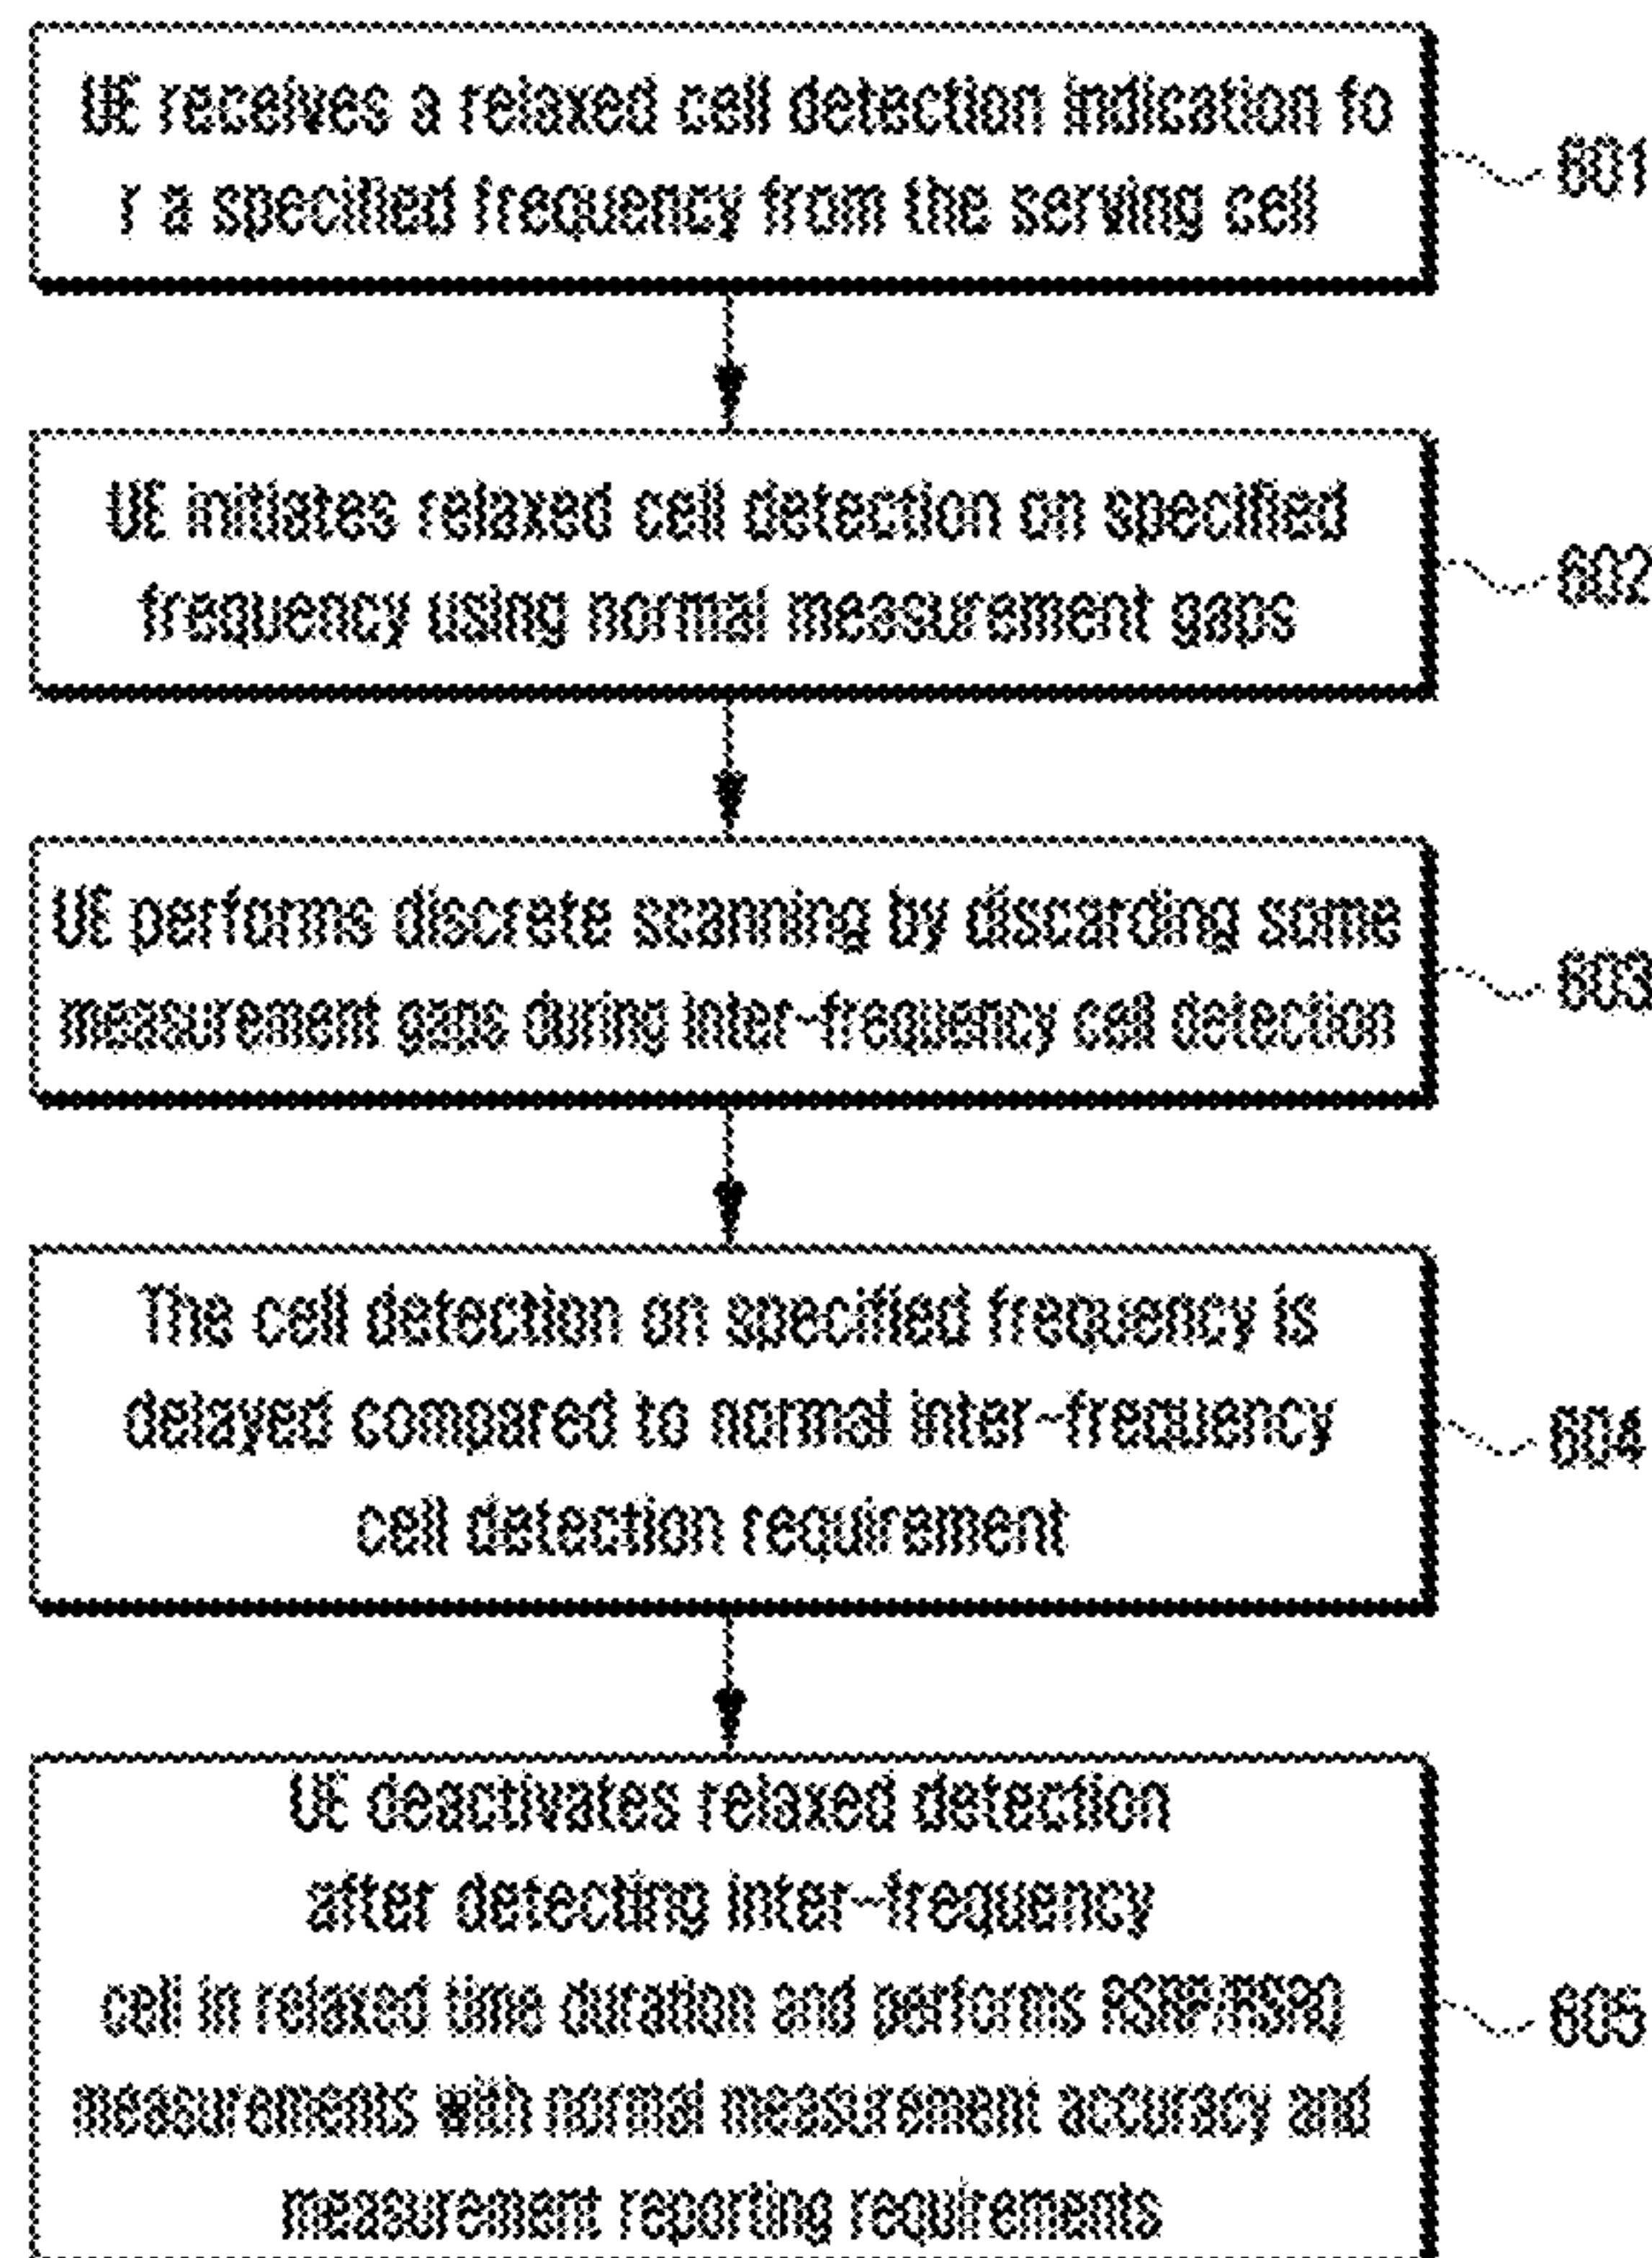 UE receives a relaxed cell detection indication fo
r a specified frequency from the serving cell
601
UE initiates relaxed cell detection on specified
frequency using normal measurement gaps
602
UE performs discrete scanning by discarding some
measurement gaps during inter-frequency cell detection
603
The cell detection on specified frequency is
delayed compared to normal inter-frequency
cell detection requirement
604
UE deactivates relaxed detection
after detecting inter-frequency
cell in relaxed time duration and performs RSRP/RSRQ
measurements with normal measurement accuracy and
measurement reporting requirements
605